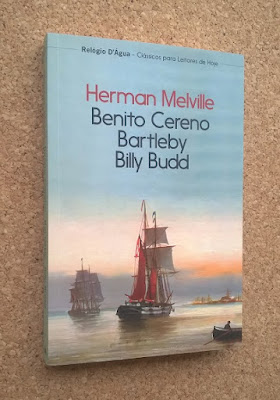 Relógio D'Água – Clássicos para Leitores de Hoje
Herman Melville
Benito Cereno
Bartleby
Billy Budd